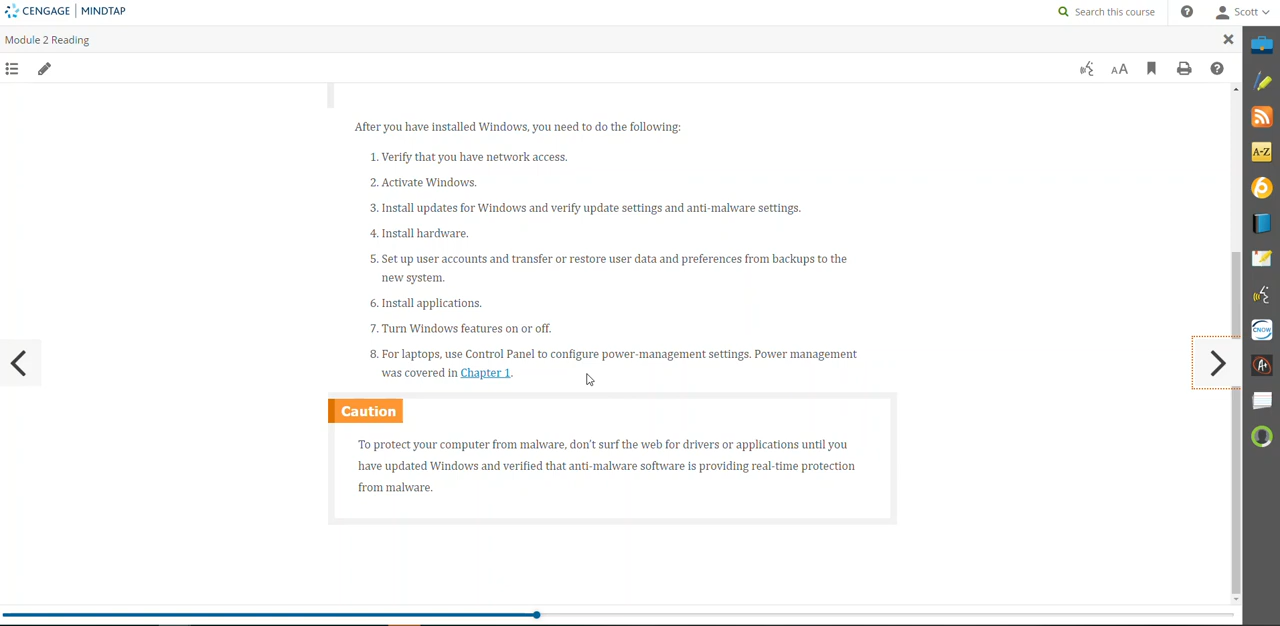 CENGAGE | MINDTAP
Search this course
?
Scott
Module 2 Reading
AA
?
After you have installed Windows, you need to do the following:
1. Verify that you have network access.
2. Activate Windows.
3. Install updates for Windows and verify update settings and anti-malware settings.
4. Install hardware.
5. Set up user accounts and transfer or restore user data and preferences from backups to the
new system.
6. Install applications.
7. Turn Windows features on or off.
8. For laptops, use Control Panel to configure power-management settings. Power management
was covered in Chapter 1.
Caution
To protect your computer from malware, don't surf the web for drivers or applications until you
have updated Windows and verified that anti-malware software is providing real-time protection
from malware.
A-Z
6
CNOW
A+